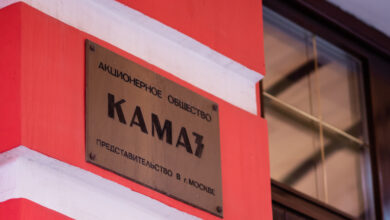 АКЦИОНЕРНОЕ ОБЩЕСТВО
КАМАЗ
ПРЕДСТАВИТЕЛЬСТВО В г. МОСКВЕ